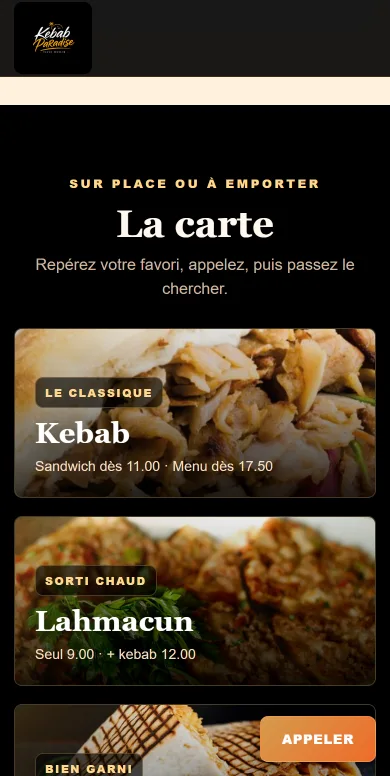 Kebab
Paradise
SUR PLACE OU À EMPORTER
La carte
Repérez votre favori, appelez, puis passez le
chercher.
LE CLASSIQUE
Kebab
Sandwich dès 11.00 · Menu dès 17.50
SORTI CHAUD
Lahmacun
Seul 9.00 · + kebab 12.00
APPELER
BIEN GARNI